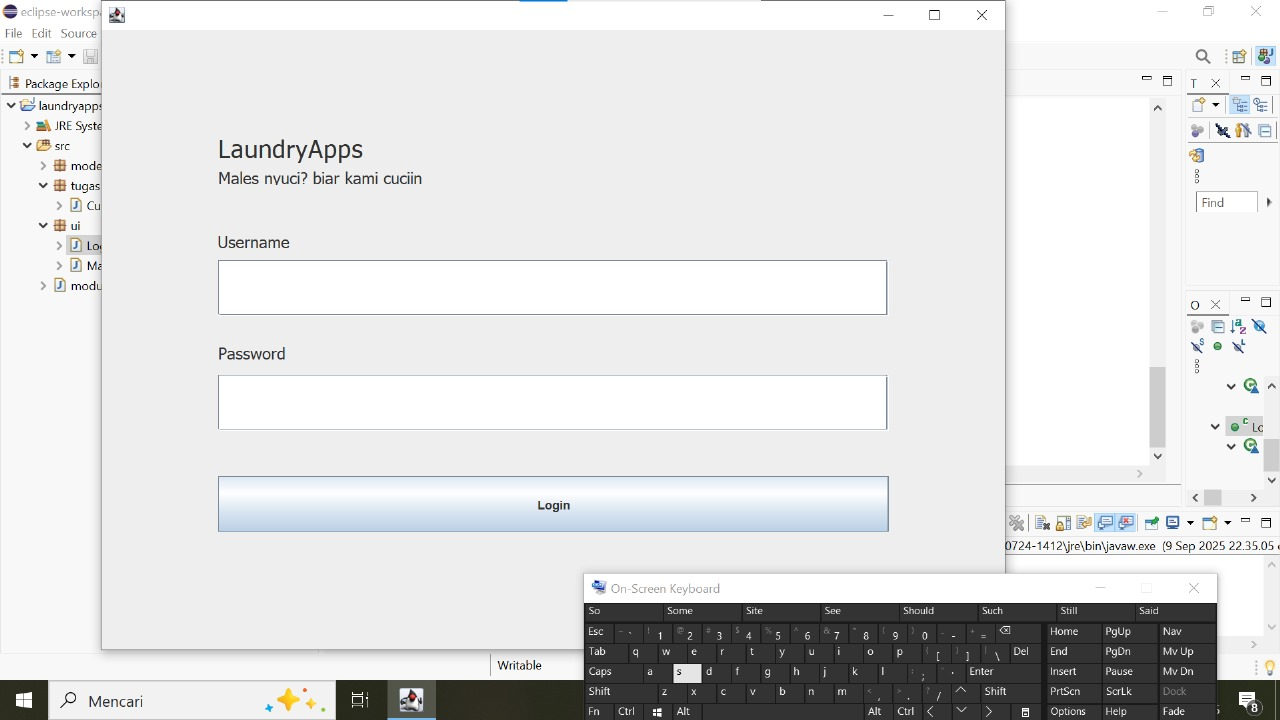 eclipse-workspa
File Edit Source
Package Explo
laundryapps
JRE Syste
src
mode
tugas
Cu
ui
Lo
Ma
modu
LaundryApps
Males nyuci? biar kami cuciin
Username
Password
Login
T
Find
O
Lo
0724-1412\jre\bin\javaw.exe (9 Sep 2025 22.35.05
Writable
On-Screen Keyboard
So Some Site See Should Such Still Said
Esc ~ ` ! 1 @ 2 # 3 $ 4 % 5 ^ 6 & 7 * 8 ( 9 ) 0 _ - + = Home PgUp Nav
Tab q w e r t y u i o p { [ } ] | \ Del End PgDn Mv Up
Caps a s d f g h j k l : ; " ' Enter Insert Pause Mv Dn
Shift z x c v b n m < , > . ? / Shift PrtScn ScrLk Dock
Fn Ctrl Alt Alt Ctrl Options Help Fade
Mencari
8